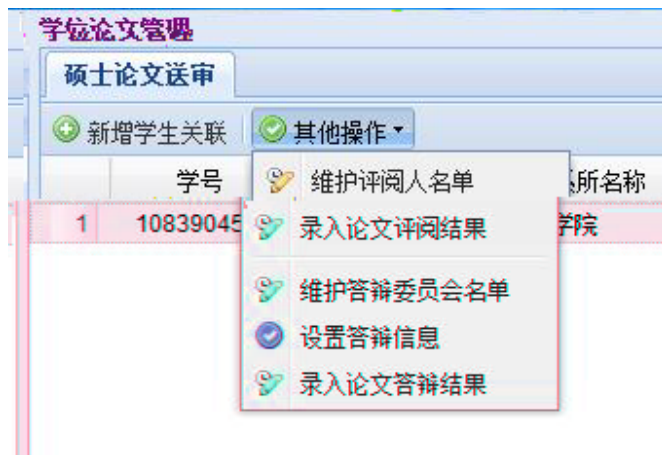 学位论文管理
硕士论文送审
新增学生关联 其他操作
学号 所名称
1 10839045 学院
维护评阅人名单
录入论文评阅结果
维护答辩委员会名单
设置答辩信息
录入论文答辩结果